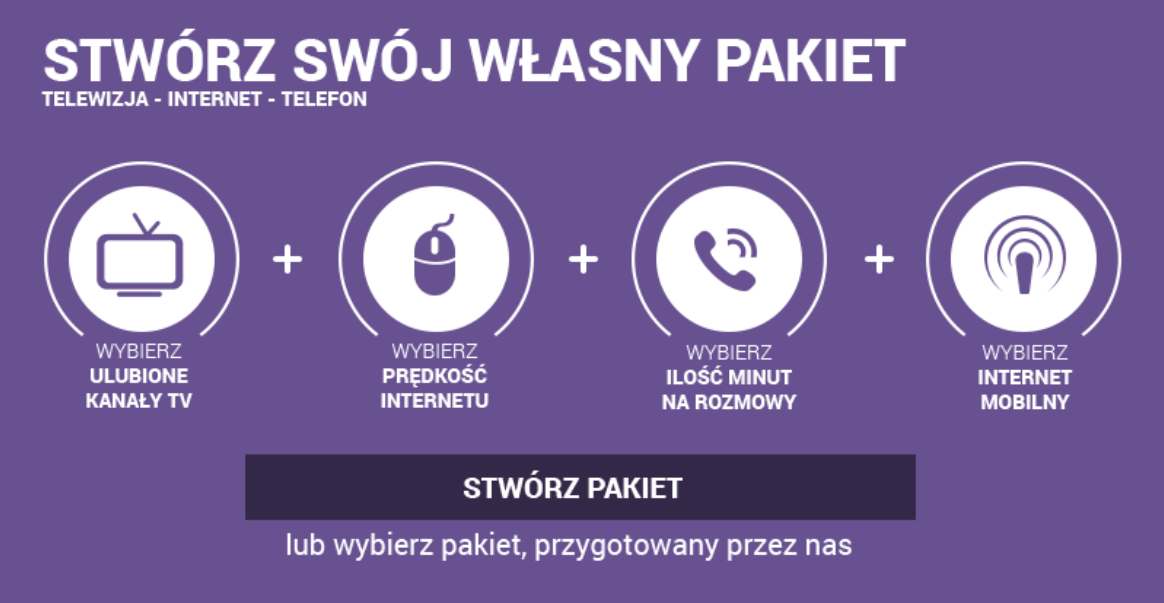 STWÓRZ SWÓJ WŁASNY PAKIET
TELEWIZJA - INTERNET - TELEFON
WYBIERZ
ULUBIONE
KANAŁY TV
+
WYBIERZ
PRĘDKOŚĆ
INTERNETU
+
WYBIERZ
ILOŚĆ MINUT
NA ROZMOWY
+
WYBIERZ
INTERNET
MOBILNY
STWÓRZ PAKIET
lub wybierz pakiet, przygotowany przez nas